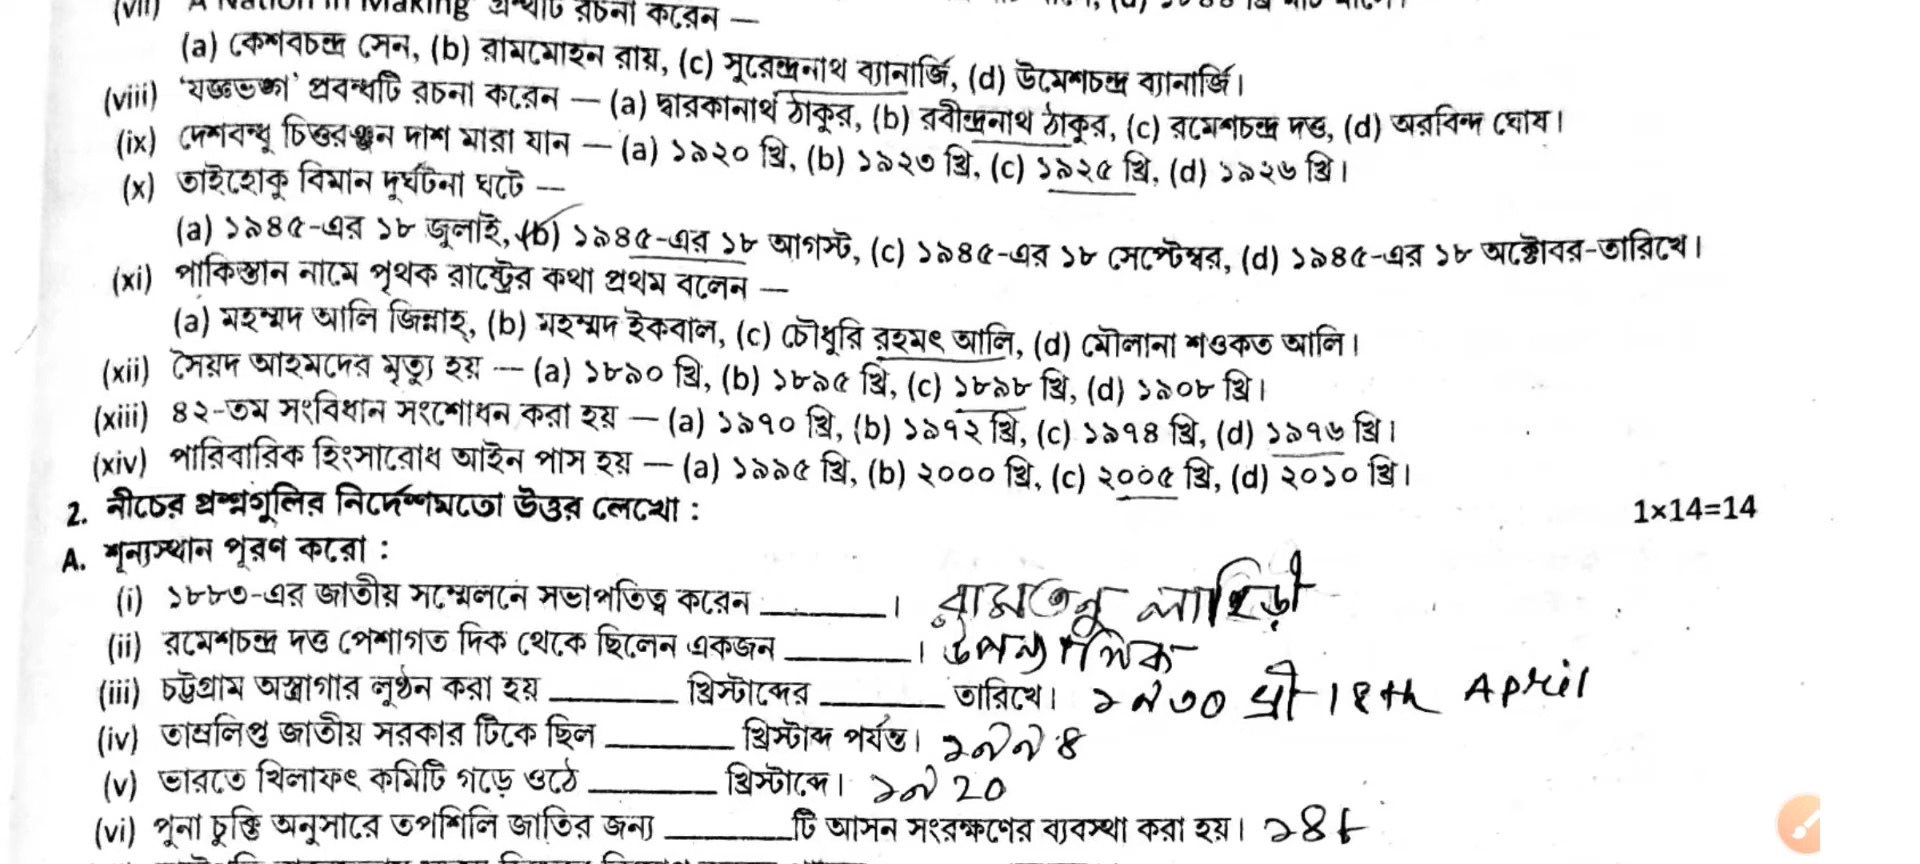 (vii) 'A Nation in Making' গ্রন্থটি রচনা করেন —
(a) কেশবচন্দ্র সেন, (b) রামমোহন রায়, (c) সুরেন্দ্রনাথ ব্যানার্জি, (d) উমেশচন্দ্র ব্যানার্জি।
(viii) 'যজ্ঞভঙ্গ' প্রবন্ধটি রচনা করেন — (a) দ্বারকানাথ ঠাকুর, (b) রবীন্দ্রনাথ ঠাকুর, (c) রমেশচন্দ্র দত্ত, (d) অরবিন্দ ঘোষ।
(ix) দেশবন্ধু চিত্তরঞ্জন দাশ মারা যান — (a) ১৯২০ খ্রি, (b) ১৯২৩ খ্রি, (c) ১৯২৫ খ্রি, (d) ১৯২৬ খ্রি।
(x) তাইহোকু বিমান দুর্ঘটনা ঘটে —
(a) ১৯৪৫-এর ১৮ জুলাই, (b) ১৯৪৫-এর ১৮ আগস্ট, (c) ১৯৪৫-এর ১৮ সেপ্টেম্বর, (d) ১৯৪৫-এর ১৮ অক্টোবর-তারিখে।
(xi) পাকিস্তান নামে পৃথক রাষ্ট্রের কথা প্রথম বলেন —
(a) মহম্মদ আলি জিন্নাহ্, (b) মহম্মদ ইকবাল, (c) চৌধুরি রহমৎ আলি, (d) মৌলানা শওকত আলি।
(xii) সৈয়দ আহমদের মৃত্যু হয় — (a) ১৮৯০ খ্রি, (b) ১৮৯৫ খ্রি, (c) ১৮৯৮ খ্রি, (d) ১৯০৮ খ্রি।
(xiii) ৪২-তম সংবিধান সংশোধন করা হয় — (a) ১৯৭০ খ্রি, (b) ১৯৭২ খ্রি, (c) ১৯৭৪ খ্রি, (d) ১৯৭৬ খ্রি।
(xiv) পারিবারিক হিংসারোধ আইন পাস হয় — (a) ১৯৯৫ খ্রি, (b) ২০০০ খ্রি, (c) ২০০৫ খ্রি, (d) ২০১০ খ্রি।
2. নীচের প্রশ্নগুলির নির্দেশমতো উত্তর লেখো : 1×14=14
A. শূন্যস্থান পূরণ করো :
(i) ১৮৮৩-এর জাতীয় সম্মেলনে সভাপতিত্ব করেন ______। রামতনু লাহিড়ী
(ii) রমেশচন্দ্র দত্ত পেশাগত দিক থেকে ছিলেন একজন ______। উপন্যাসিক
(iii) চট্টগ্রাম অস্ত্রাগার লুণ্ঠন করা হয় ______ খ্রিস্টাব্দের ______ তারিখে। ১৯৩০ খ্রী 18th April
(iv) তাম্রলিপ্ত জাতীয় সরকার টিকে ছিল ______ খ্রিস্টাব্দ পর্যন্ত। ১৯৪৪
(v) ভারতে খিলাফৎ কমিটি গড়ে ওঠে ______ খ্রিস্টাব্দে। ১৯20
(vi) পুনা চুক্তি অনুসারে তপশিলি জাতির জন্য ______টি আসন সংরক্ষণের ব্যবস্থা করা হয়। ১৪৮